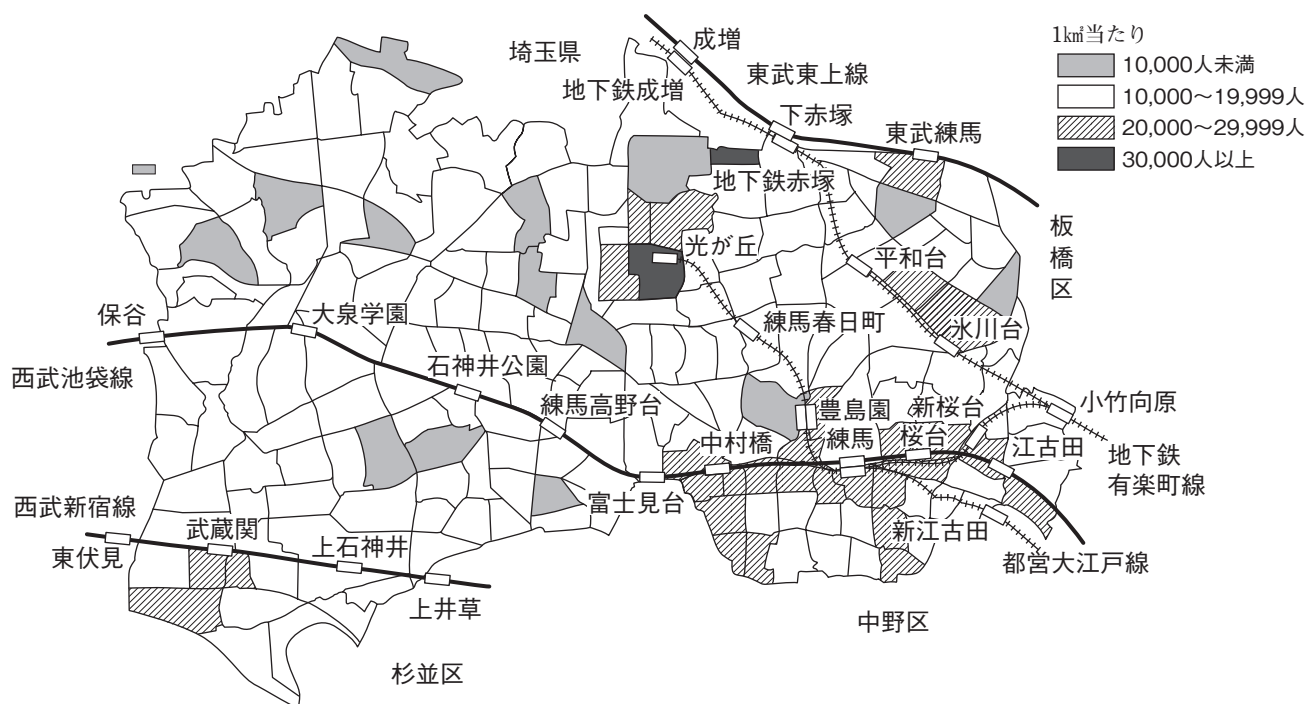 1km²当たり
10,000人未満
10,000～19,999人
20,000～29,999人
30,000人以上
埼玉県
成増
東武東上線
地下鉄成増
下赤塚
東武練馬
地下鉄赤塚
板橋区
光が丘
平和台
保谷
大泉学園
練馬春日町
氷川台
西武池袋線
石神井公園
練馬高野台
豊島園
新桜台
小竹向原
中村橋
練馬
桜台
江古田
地下鉄
有楽町線
富士見台
西武新宿線
武蔵関
新江古田
東伏見
上石神井
都営大江戸線
上井草
中野区
杉並区